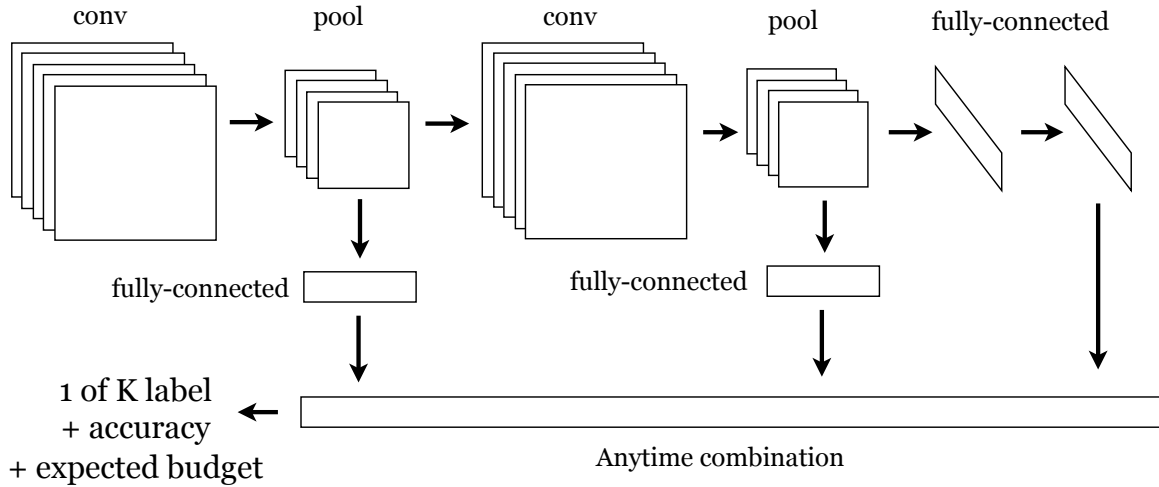 conv
pool
conv
pool
fully-connected
fully-connected
fully-connected
1 of K label
+ accuracy
+ expected budget
Anytime combination